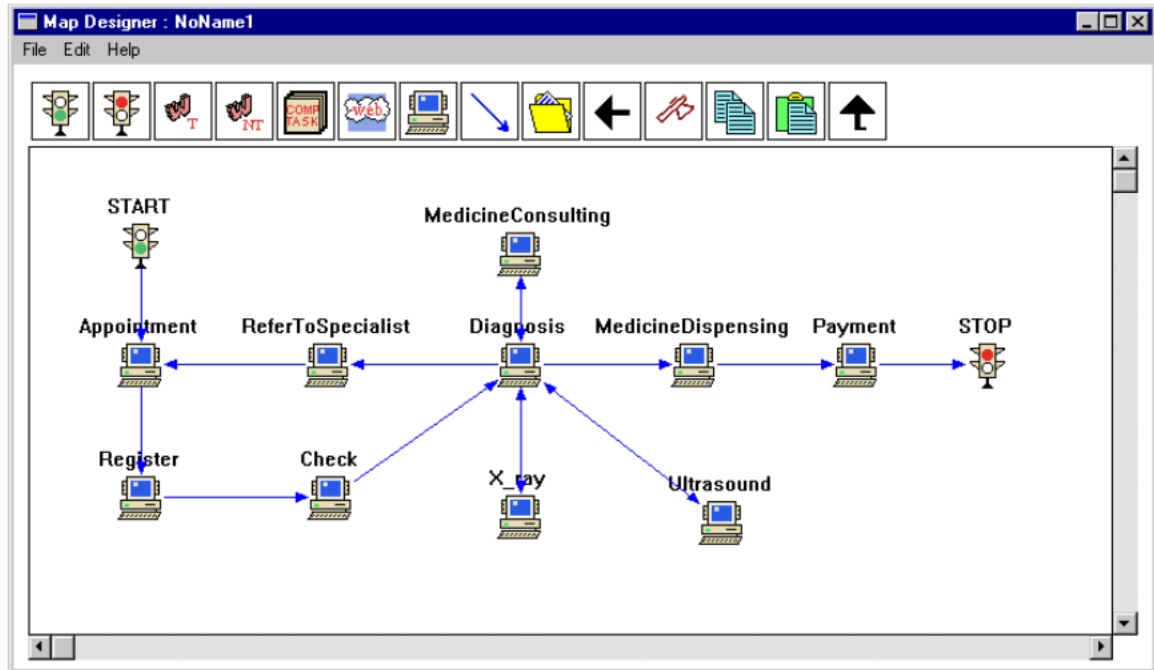 Map Designer : NoName1
File Edit Help
T
NT
COMP
TASK
web
START
MedicineConsulting
Appointment ReferToSpecialist Diagnosis MedicineDispensing Payment STOP
Register Check X_ray Ultrasound